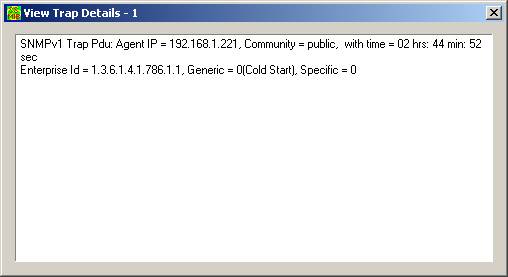 View Trap Details - 1
SNMPv1 Trap Pdu: Agent IP = 192.168.1.221, Community = public,  with time = 02 hrs: 44 min: 52
sec
Enterprise Id = 1.3.6.1.4.1.786.1.1, Generic = 0(Cold Start), Specific = 0